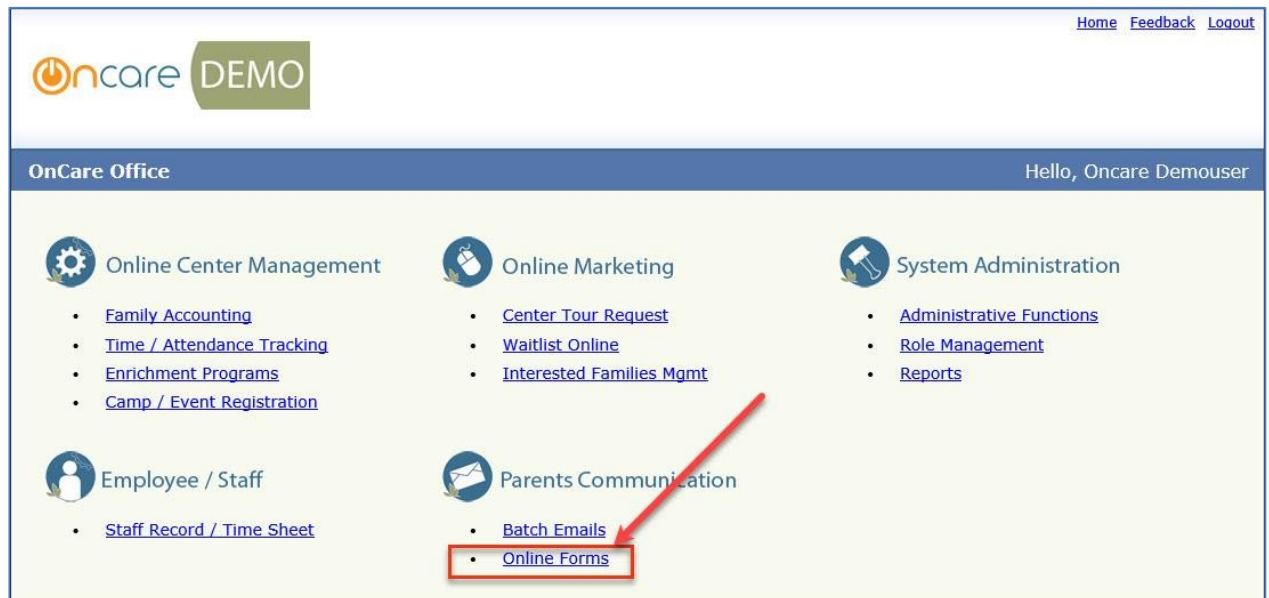 Home Feedback Logout
Oncare DEMO
OnCare Office
Hello, Oncare Demouser
Online Center Management
Family Accounting
Time / Attendance Tracking
Enrichment Programs
Camp / Event Registration
Online Marketing
Center Tour Request
Waitlist Online
Interested Families Mgmt
System Administration
Administrative Functions
Role Management
Reports
Employee / Staff
Staff Record / Time Sheet
Parents Communication
Batch Emails
Online Forms